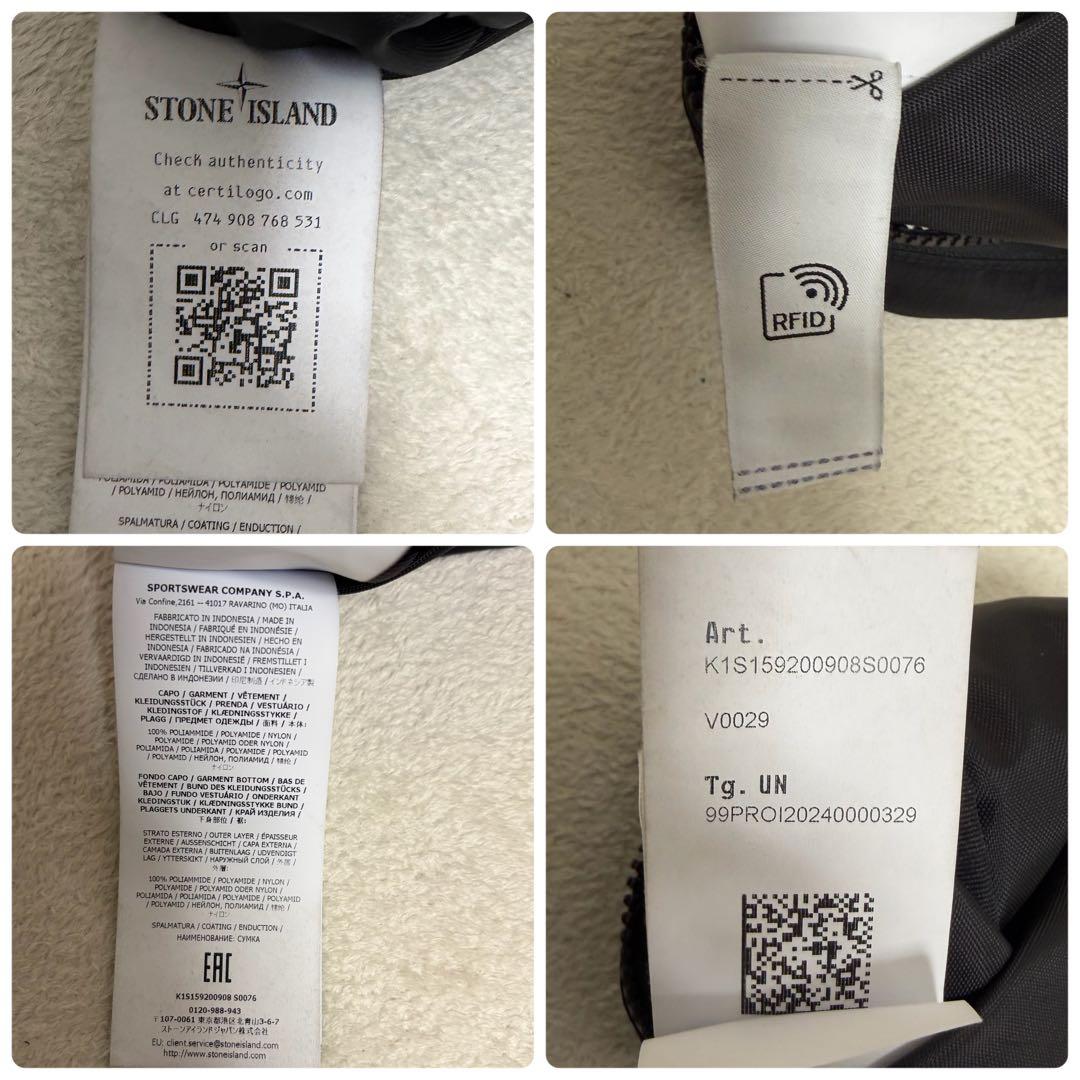 STONE ISLAND
Check authenticity
at certilogo.com
CLG 474 908 768 531
or scan
POLIAMIDA / POLIAMIDA / POLYAMIDE / POLYAMID
/ POLYAMID / НЕЙЛОН, ПОЛИАМИД / 锦纶 /
ナイロン
SPALMATURA / COATING / ENDUCTION /
RFID
SPORTSWEAR COMPANY S.P.A.
Via Confine,2161 -- 41017 RAVARINO (MO) ITALIA
FABBRICATO IN INDONESIA / MADE IN
INDONESIA / FABRIQUÉ EN INDONÉSIE /
HERGESTELLT IN INDONESIEN / HECHO EN
INDONESIA / FABRICADO NA INDONÉSIA /
VERVAARDIGD IN INDONESIË / FREMSTILLET I
INDONESIEN / TILLVERKAD I INDONESIEN /
СДЕЛАНО В ИНДОНЕЗИИ / 印尼制造 / インドネシア製
CAPO / GARMENT / VÊTEMENT /
KLEIDUNGSSTÜCK / PRENDA / VESTUÁRIO /
KLEDINGSTOF / KLÆDNINGSSTYKKE /
PLAGG / ПРЕДМЕТ ОДЕЖДЫ / 面料 / 本体:
100% POLIAMMIDE / POLYAMIDE / NYLON /
POLYAMIDE / POLYAMID ODER NYLON /
POLIAMIDA / POLIAMIDA / POLYAMIDE / POLYAMID
/ POLYAMID / НЕЙЛОН, ПОЛИАМИД / 锦纶 /
ナイロン
FONDO CAPO / GARMENT BOTTOM / BAS DE
VÊTEMENT / BUND DES KLEIDUNGSSTÜCKS /
BAJO / FUNDO VESTUÁRIO / ONDERKANT
KLEDINGSTUK / KLÆDNINGSSTYKKE BUND /
PLAGGETS UNDERKANT / КРАЙ ИЗДЕЛИЯ /
下身部位 / 裾:
STRATO ESTERNO / OUTER LAYER / ÉPAISSEUR
EXTERNE / AUSSENSCHICHT / CAPA EXTERNA /
CAMADA EXTERNA / BUITENLAAG / UDVENDIGT
LAG / YTTERSKIKT / НАРУЖНЫЙ СЛОЙ / 外层 /
外層:
100% POLIAMMIDE / POLYAMIDE / NYLON /
POLYAMIDE / POLYAMID ODER NYLON /
POLIAMIDA / POLIAMIDA / POLYAMIDE / POLYAMID
/ POLYAMID / НЕЙЛОН, ПОЛИАМИД / 锦纶 /
ナイロン
SPALMATURA / COATING / ENDUCTION /
НАИМЕНОВАНИЕ: СУМКА
EAC
K1S159200908 S0076
0120-988-943
〒107-0061 東京都港区北青山3-6-7
ストーンアイランドジャパン株式会社
EU: client.service@stoneisland.com
http://www.stoneisland.com
Art.
K1S159200908S0076
V0029
Tg. UN
99PROI20240000329